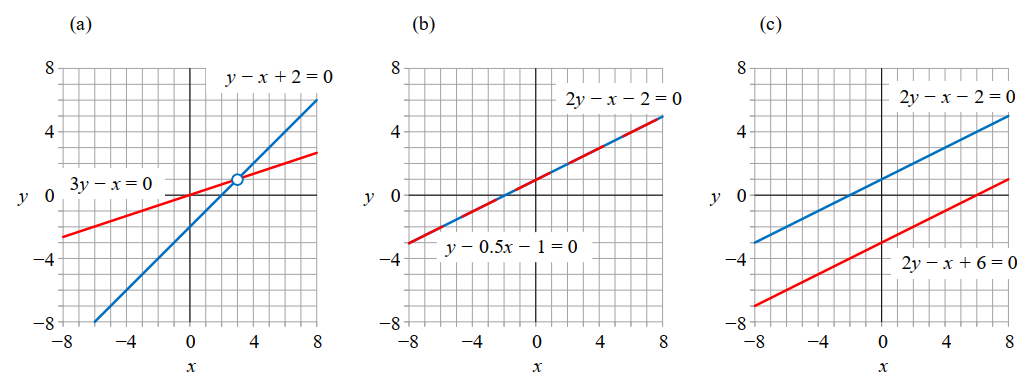 (a)
(b)
(c)
8
4
y 0
−4
−8
−8 −4 0 4 8
x
y − x + 2 = 0
3y − x = 0
8
4
y 0
−4
−8
−8 −4 0 4 8
x
2y − x − 2 = 0
y − 0.5x − 1 = 0
8
4
y 0
−4
−8
−8 −4 0 4 8
x
2y − x − 2 = 0
2y − x + 6 = 0